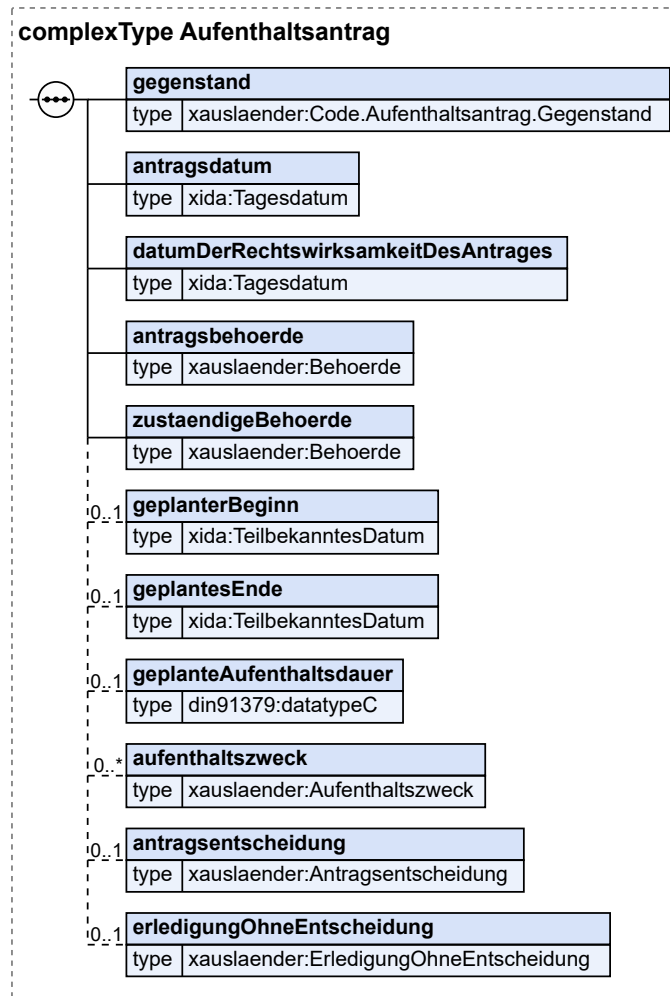 complexType Aufenthaltsantrag
gegenstand
type xauslaender:Code.Aufenthaltsantrag.Gegenstand
antragsdatum
type xida:Tagesdatum
datumDerRechtswirksamkeitDesAntrages
type xida:Tagesdatum
antragsbehoerde
type xauslaender:Behoerde
zustaendigeBehoerde
type xauslaender:Behoerde
0..1 geplanterBeginn
type xida:TeilbekanntesDatum
0..1 geplantesEnde
type xida:TeilbekanntesDatum
0..1 geplanteAufenthaltsdauer
type din91379:datatypeC
0..* aufenthaltszweck
type xauslaender:Aufenthaltszweck
0..1 antragsentscheidung
type xauslaender:Antragsentscheidung
0..1 erledigungOhneEntscheidung
type xauslaender:ErledigungOhneEntscheidung